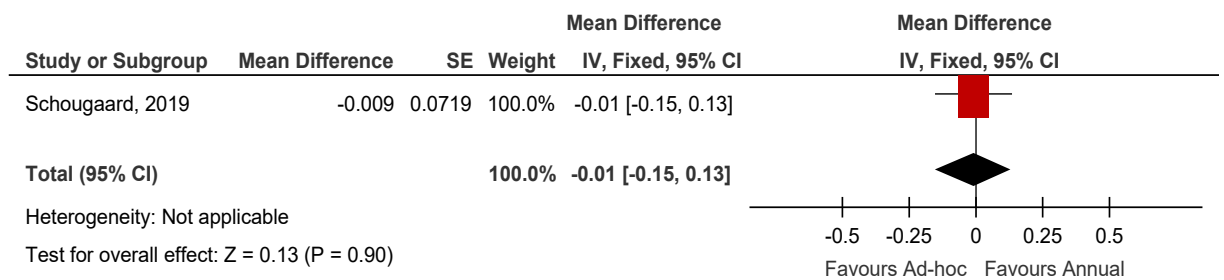 Mean Difference Mean Difference
Study or Subgroup Mean Difference SE Weight IV, Fixed, 95% CI IV, Fixed, 95% CI
Schougaard, 2019 -0.009 0.0719 100.0% -0.01 [-0.15, 0.13]
Total (95% CI) 100.0% -0.01 [-0.15, 0.13]
Heterogeneity: Not applicable
Test for overall effect: Z = 0.13 (P = 0.90)
-0.5 -0.25 0 0.25 0.5
Favours Ad-hoc Favours Annual